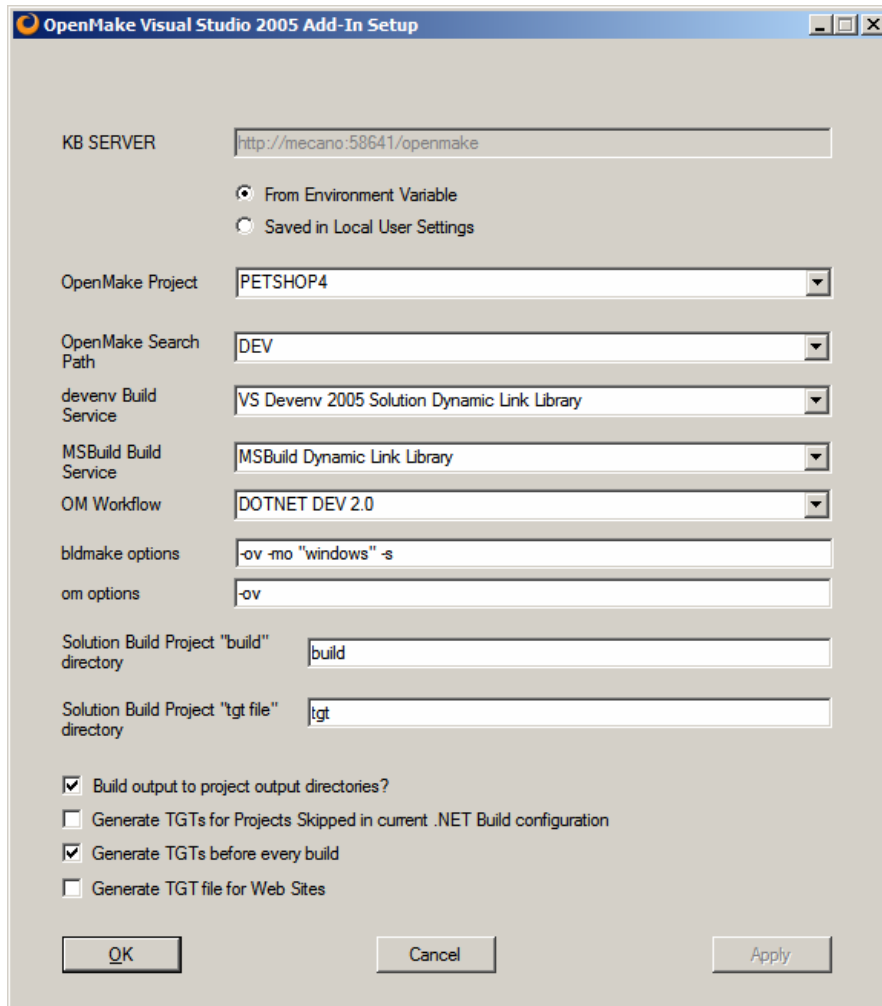 OpenMake Visual Studio 2005 Add-In Setup
KB SERVER
http://mecano:58641/openmake
From Environment Variable
Saved in Local User Settings
OpenMake Project
PETSHOP4
OpenMake Search
Path
DEV
devenv Build
Service
VS Devenv 2005 Solution Dynamic Link Library
MSBuild Build
Service
MSBuild Dynamic Link Library
OM Workflow
DOTNET DEV 2.0
bldmake options
-ov -mo "windows" -s
om options
-ov
Solution Build Project "build"
directory
build
Solution Build Project "tgt file"
directory
tgt
Build output to project output directories?
Generate TGTs for Projects Skipped in current .NET Build configuration
Generate TGTs before every build
Generate TGT file for Web Sites
OK
Cancel
Apply